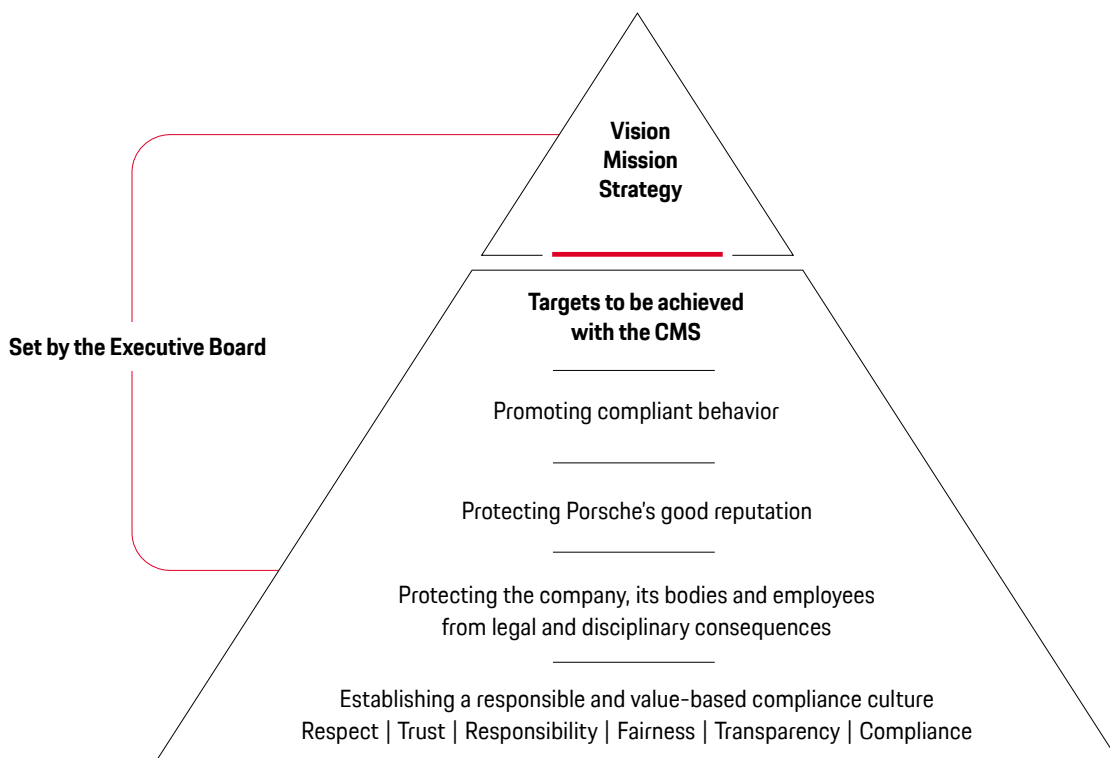 Vision
Mission
Strategy
Targets to be achieved
with the CMS
Set by the Executive Board
Promoting compliant behavior
Protecting Porsche's good reputation
Protecting the company, its bodies and employees
from legal and disciplinary consequences
Establishing a responsible and value-based compliance culture
Respect | Trust | Responsibility | Fairness | Transparency | Compliance